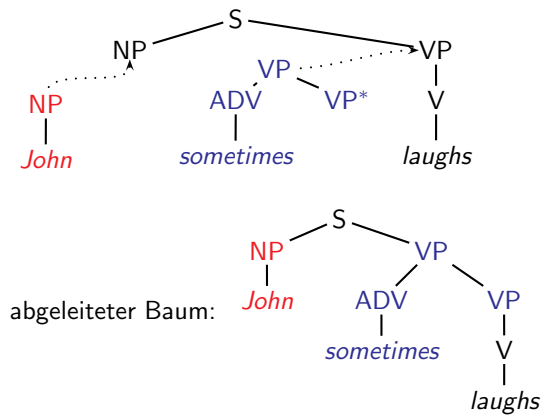 S
NP VP
VP
NP ADV VP* V
John sometimes laughs
S
NP VP
abgeleiteter Baum: John ADV VP
sometimes V
laughs